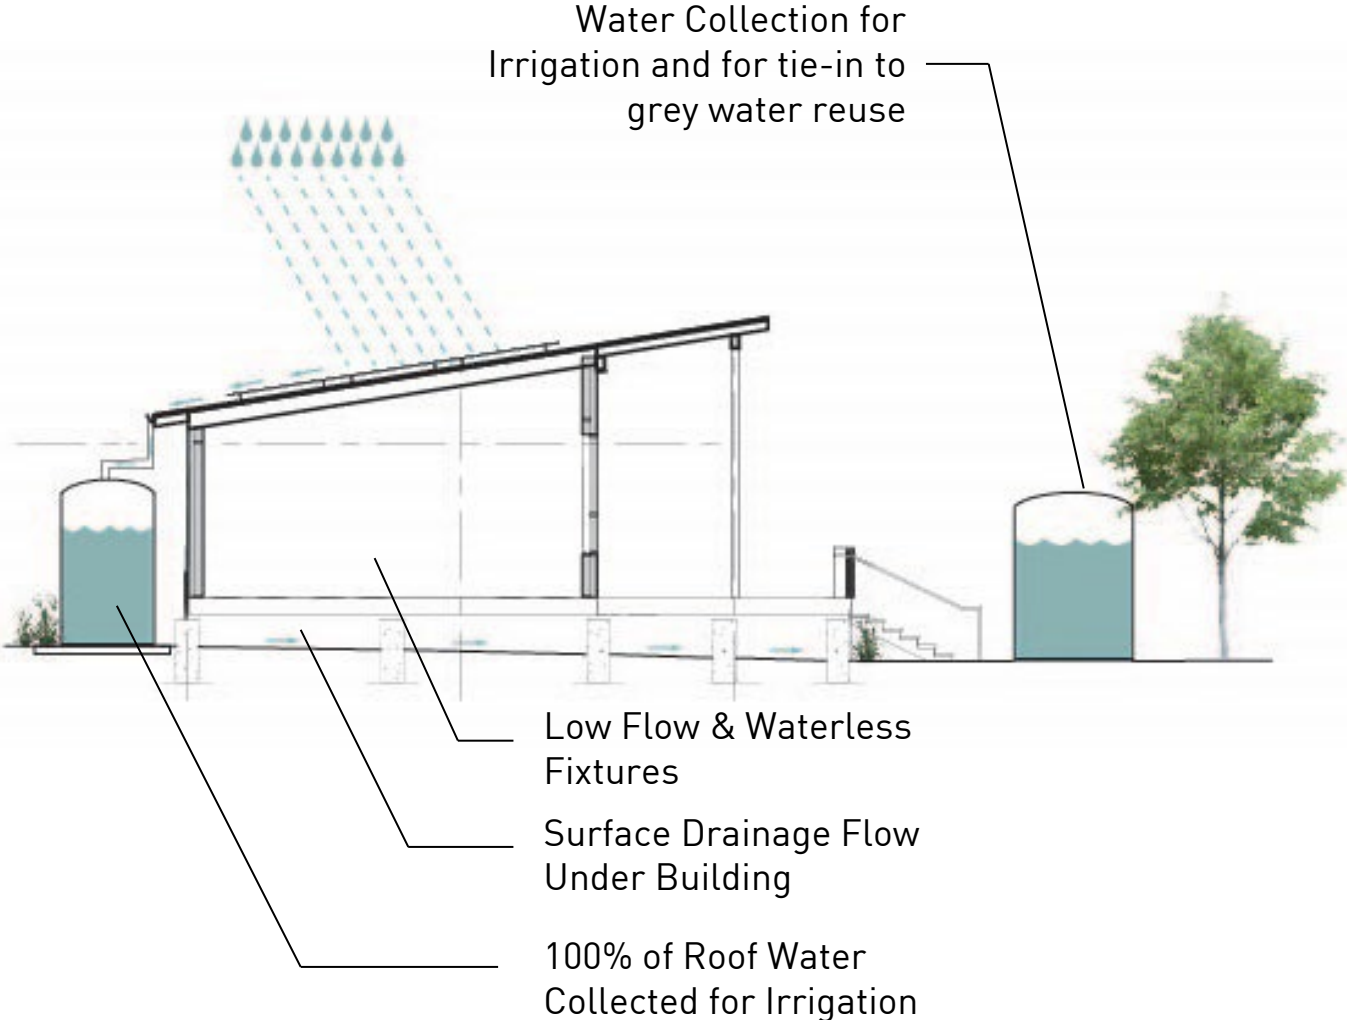 Water Collection for
Irrigation and for tie-in to
grey water reuse
Low Flow & Waterless
Fixtures
Surface Drainage Flow
Under Building
100% of Roof Water
Collected for Irrigation